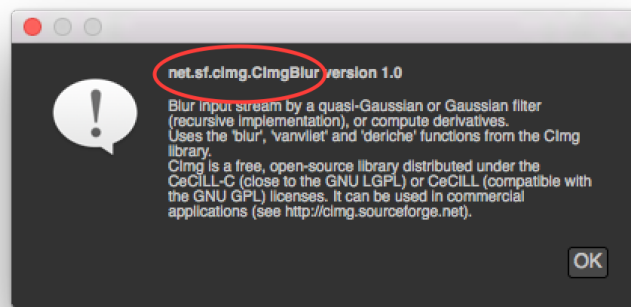 net.sf.cimg.CImgBlur version 1.0
Blur input stream by a quasi-Gaussian or Gaussian filter
(recursive implementation), or compute derivatives.
Uses the 'blur', 'vanvliet' and 'deriche' functions from the CImg
library.
CImg is a free, open-source library distributed under the
CeCILL-C (close to the GNU LGPL) or CeCILL (compatible with
the GNU GPL) licenses. It can be used in commercial
applications (see http://cimg.sourceforge.net).
OK